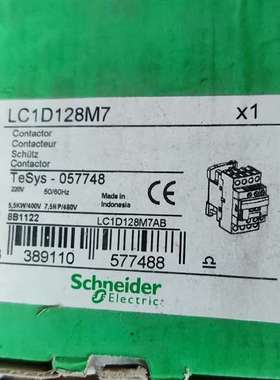 LC1D128M7 x1
Contactor
Contacteur
Schütz
Contactor
TeSys - 057748
220V 50/60Hz
Made in
Indonesia
CE
5,5KW/400V 7,5HP/480V
8B1122
LC1D128M7AB
389110 577488
Schneider
Electric